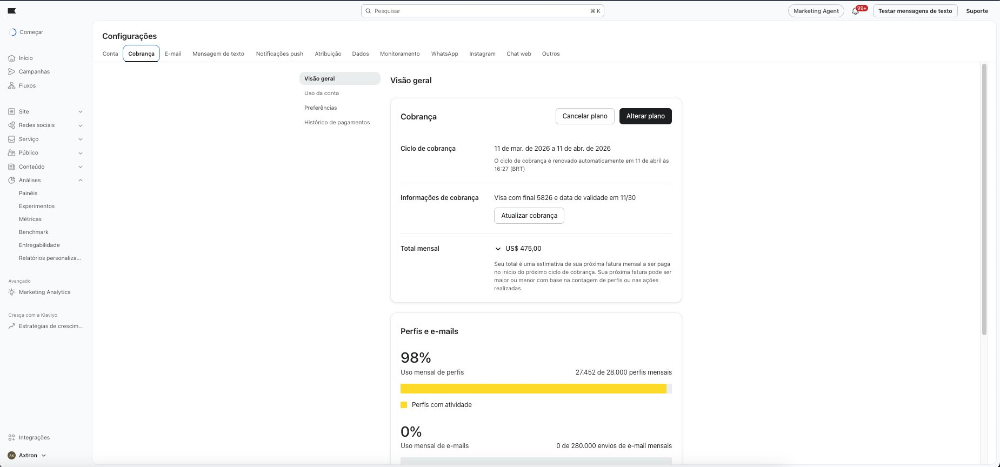 Pesquisar
⌘ K
Marketing Agent
99+
Testar mensagens de texto
Suporte
Começar
Início
Campanhas
Fluxos
Site
Redes sociais
Serviço
Público
Conteúdo
Análises
Painéis
Experimentos
Métricas
Benchmark
Entregabilidade
Relatórios personaliza...
Avançado
Marketing Analytics
Cresça com a Klaviyo
Estratégias de crescim...
Integrações
AX
Axtron
Configurações
Conta
Cobrança
E-mail
Mensagem de texto
Notificações push
Atribuição
Dados
Monitoramento
WhatsApp
Instagram
Chat web
Outros
Visão geral
Uso da conta
Preferências
Histórico de pagamentos
Visão geral
Cobrança
Cancelar plano
Alterar plano
Ciclo de cobrança
11 de mar. de 2026 a 11 de abr. de 2026
O ciclo de cobrança é renovado automaticamente em 11 de abril às
16:27 (BRT)
Informações de cobrança
Visa com final 5826 e data de validade em 11/30
Atualizar cobrança
Total mensal
US$ 475,00
Seu total é uma estimativa de sua próxima fatura mensal a ser paga
no início do próximo ciclo de cobrança. Sua próxima fatura pode ser
maior ou menor com base na contagem de perfis ou nas ações
realizadas.
Perfis e e-mails
98%
Uso mensal de perfis
27.452 de 28.000 perfis mensais
Perfis com atividade
0%
Uso mensal de e-mails
0 de 280.000 envios de e-mail mensais